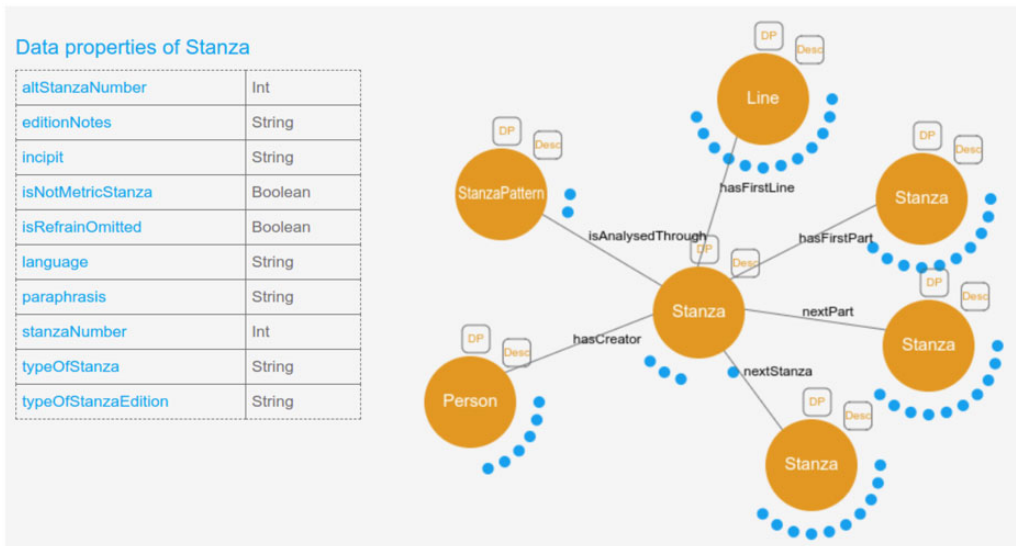 Data properties of Stanza
altStanzaNumber Int
editionNotes String
incipit String
isNotMetricStanza Boolean
isRefrainOmitted Boolean
language String
paraphrasis String
stanzaNumber Int
typeOfStanza String
typeOfStanzaEdition String
DP Desc
Line
hasFirstLine
DP Desc
StanzaPattern
isAnalysedThrough
DP Desc
Stanza
hasFirstPart
DP Desc
Stanza
DP Desc
Stanza
nextPart
DP Desc
Person
hasCreator
nextStanza
DP Desc
Stanza